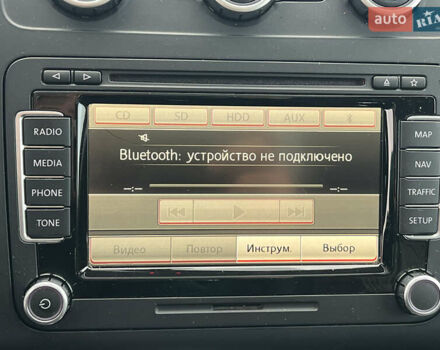 auto RIA
CD SD HDD AUX
RADIO
MAP
Bluetooth: устройство не подключено
MEDIA
NAV
--:-- --:--
PHONE
TRAFFIC
TONE
SETUP
Видео Повтор Инструм. Выбор